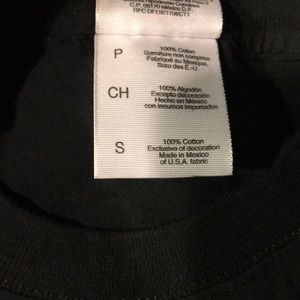 C.P. 06170 México D.F.
P
100% Coton
Garniture non comprise
Fabriqué au Mexique
Tissu des É.-U.
CH
100% Algodón
Excepto decoración
Hecho en México
con insumos importados
S
100% Cotton
Exclusive of decoration
Made in Mexico
of U.S.A. fabric